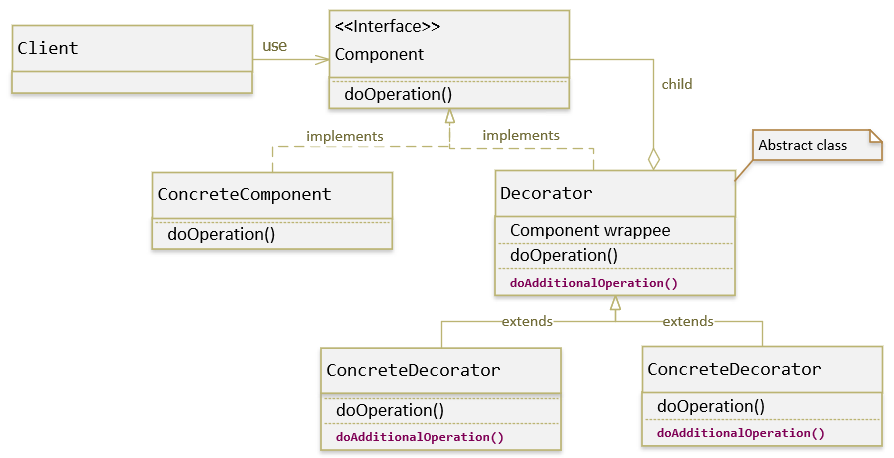 Client
use
<<Interface>>
Component
doOperation()
child
implements
implements
Abstract class
ConcreteComponent
doOperation()
Decorator
Component wrappee
doOperation()
doAdditionalOperation()
extends
extends
ConcreteDecorator
doOperation()
doAdditionalOperation()
ConcreteDecorator
doOperation()
doAdditionalOperation()